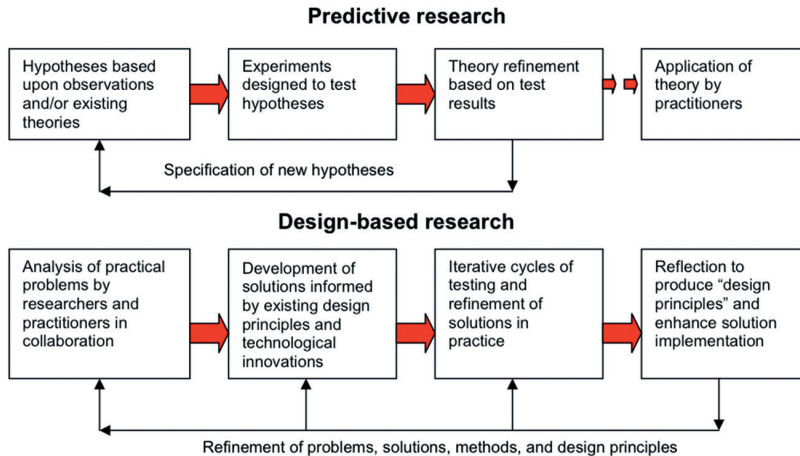 Predictive research
Hypotheses based
upon observations
and/or existing
theories
Experiments
designed to test
hypotheses
Theory refinement
based on test
results
Application of
theory by
practitioners
Specification of new hypotheses
Design-based research
Analysis of practical
problems by
researchers and
practitioners in
collaboration
Development of
solutions informed
by existing design
principles and
technological
innovations
Iterative cycles of
testing and
refinement of
solutions in
practice
Reflection to
produce “design
principles” and
enhance solution
implementation
Refinement of problems, solutions, methods, and design principles